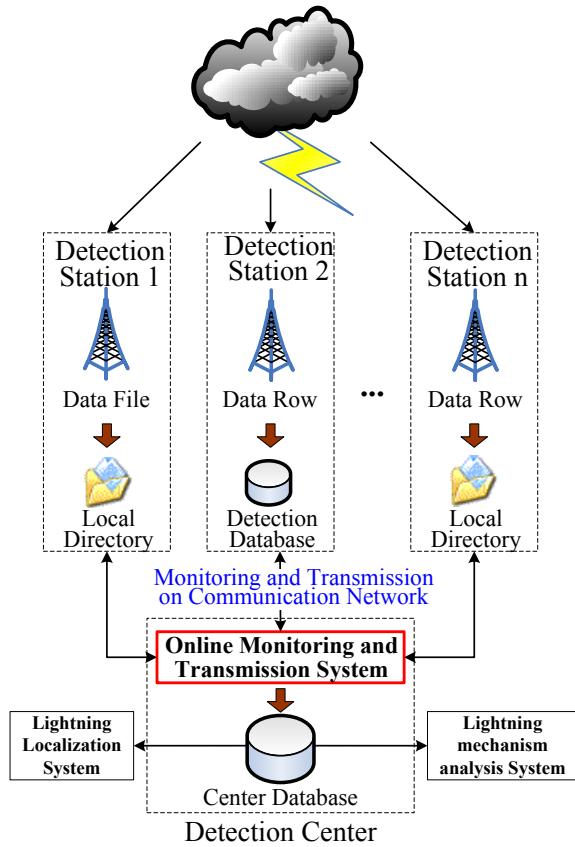 Detection
Station 1
Data File
Local
Directory
Detection
Station 2
Data Row
Detection
Database
...
Detection
Station n
Data Row
Local
Directory
Monitoring and Transmission
on Communication Network
Online Monitoring and
Transmission System
Lightning
Localization
System
Center Database
Lightning
mechanism
analysis System
Detection Center